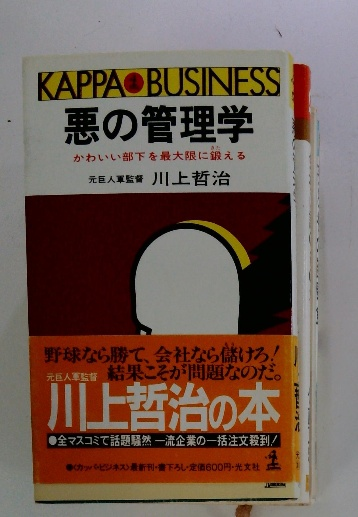 KAPPA BUSINESS
悪の管理学
かわいい部下を最大限に鍛える
きた
元巨人軍監督 川上哲治
野球なら勝て、会社なら儲けろ!
結果こそが問題なのだ。
元巨人軍監督
川上哲治の本
●全マスコミで話題騒然 一流企業の一括注文殺到!
●〈カッパ・ビジネス〉最新刊・書下ろし・定価600円・光文社